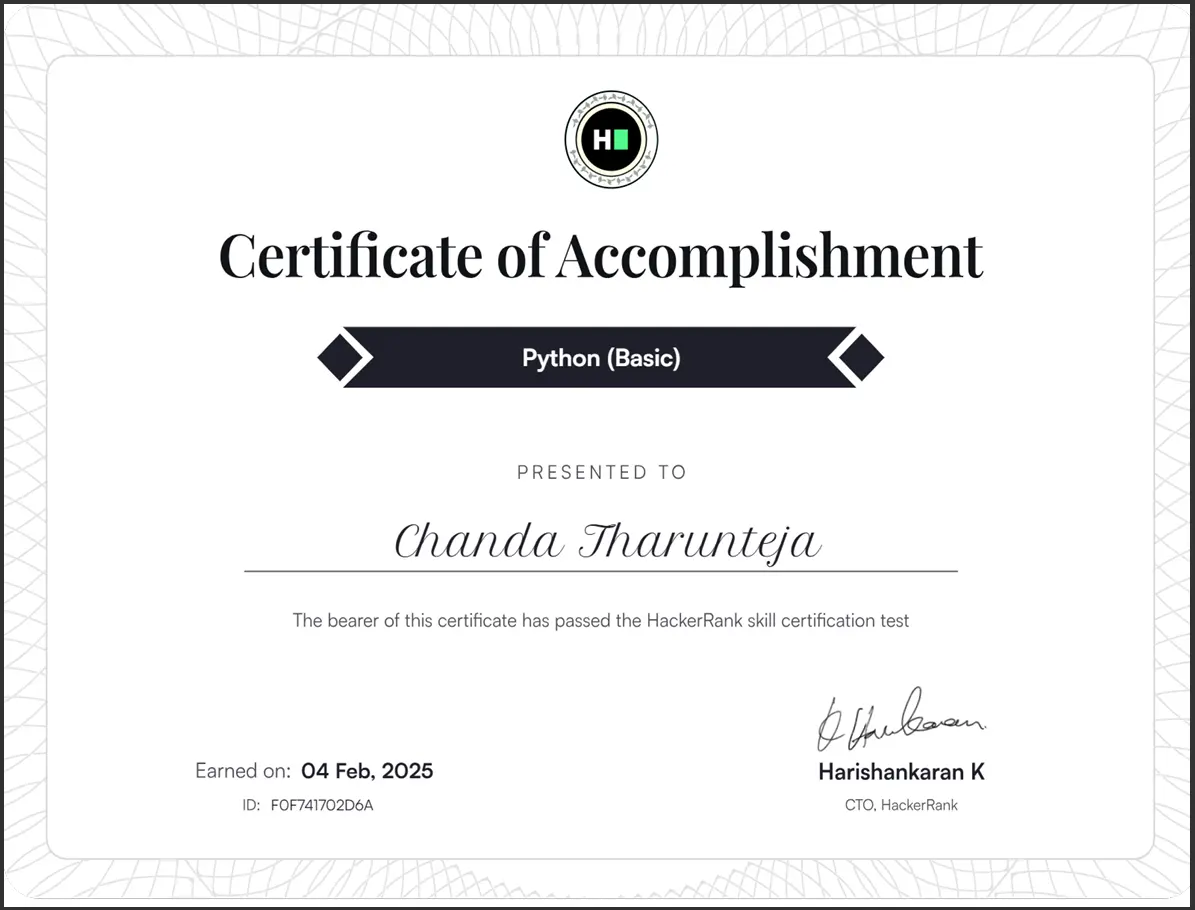 H
Certificate of Accomplishment
Python (Basic)
PRESENTED TO
Chanda Tharunteja
The bearer of this certificate has passed the HackerRank skill certification test
Earned on: 04 Feb, 2025
ID: F0F741702D6A
Harishankaran K
CTO, HackerRank